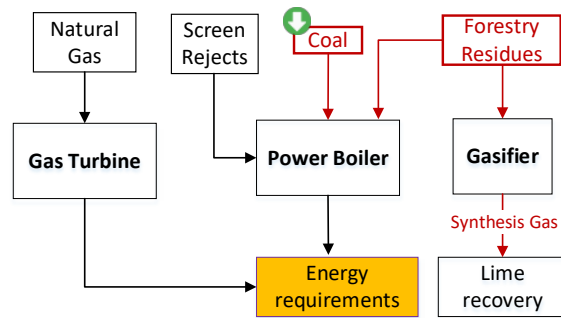 Natural
Gas
Screen
Rejects
Coal
Forestry
Residues
Gas Turbine
Power Boiler
Gasifier
Synthesis Gas
Energy
requirements
Lime
recovery